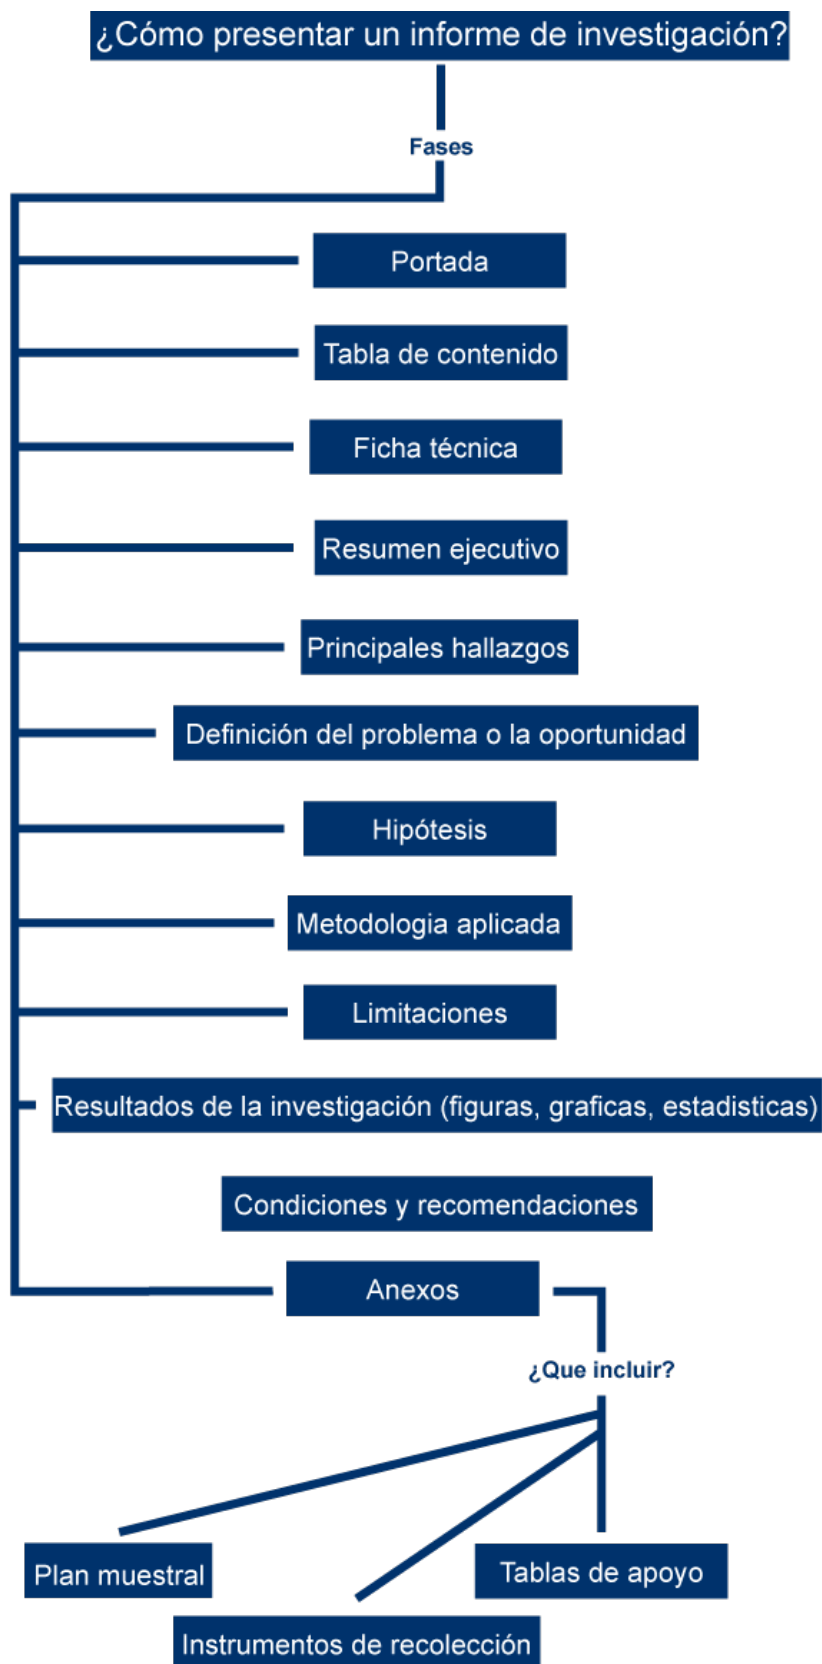 ¿Cómo presentar un informe de investigación?
Fases
Portada
Tabla de contenido
Ficha técnica
Resumen ejecutivo
Principales hallazgos
Definición del problema o la oportunidad
Hipótesis
Metodologia aplicada
Limitaciones
Resultados de la investigación (figuras, graficas, estadisticas)
Condiciones y recomendaciones
Anexos
¿Que incluir?
Plan muestral
Tablas de apoyo
Instrumentos de recolección